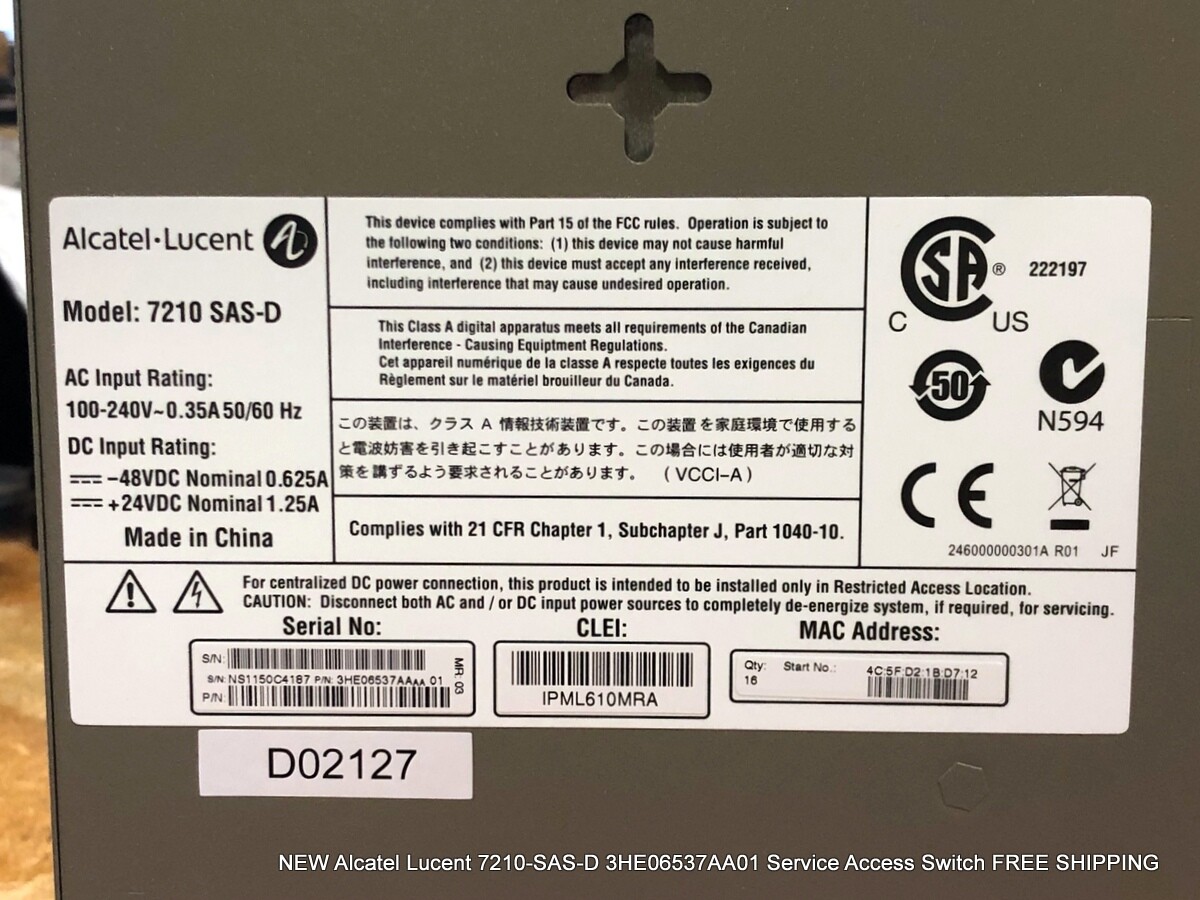 Alcatel·Lucent
Model: 7210 SAS-D
AC Input Rating:
100-240V~0.35A 50/60 Hz
DC Input Rating:
-48VDC Nominal 0.625A
+24VDC Nominal 1.25A
Made in China
This device complies with Part 15 of the FCC rules. Operation is subject to
the following two conditions: (1) this device may not cause harmful
interference, and (2) this device must accept any interference received,
including interference that may cause undesired operation.
This Class A digital apparatus meets all requirements of the Canadian
Interference - Causing Equiptment Regulations.
Cet appareil numérique de la classe A respecte toutes les exigences du
Règlement sur le matériel brouilleur du Canada.
この装置は、クラス A 情報技術装置です。この装置を家庭環境で使用する
と電波妨害を引き起こすことがあります。この場合には使用者が適切な対
策を講ずるよう要求されることがあります。 (VCCI-A)
Complies with 21 CFR Chapter 1, Subchapter J, Part 1040-10.
SA ® 222197
C US
50
N594
CE
246000000301A R01 JF
For centralized DC power connection, this product is intended to be installed only in Restricted Access Location.
CAUTION: Disconnect both AC and / or DC input power sources to completely de-energize system, if required, for servicing.
Serial No:
S/N:
S/N: NS1150C4187 P/N: 3HE06537AAAA 01
P/N:
MR: 03
CLEI:
IPML610MRA
MAC Address:
Qty: Start No.: 4C:5F:D2:1B:D7:12
16
D02127
NEW Alcatel Lucent 7210-SAS-D 3HE06537AA01 Service Access Switch FREE SHIPPING